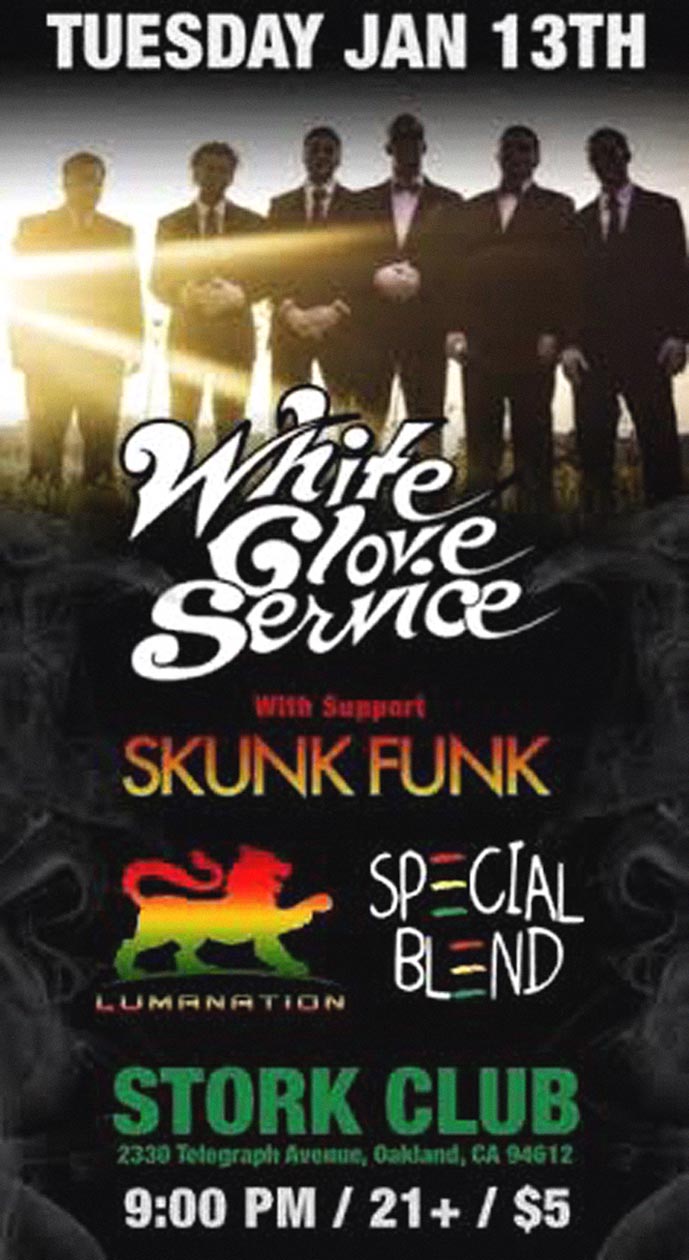 TUESDAY JAN 13TH
White
Glove
Service
With Support
SKUNK FUNK
SPECIAL
BLEND
LUMANATION
STORK CLUB
2330 Telegraph Avenue, Oakland, CA 94612
9:00 PM / 21+ / $5